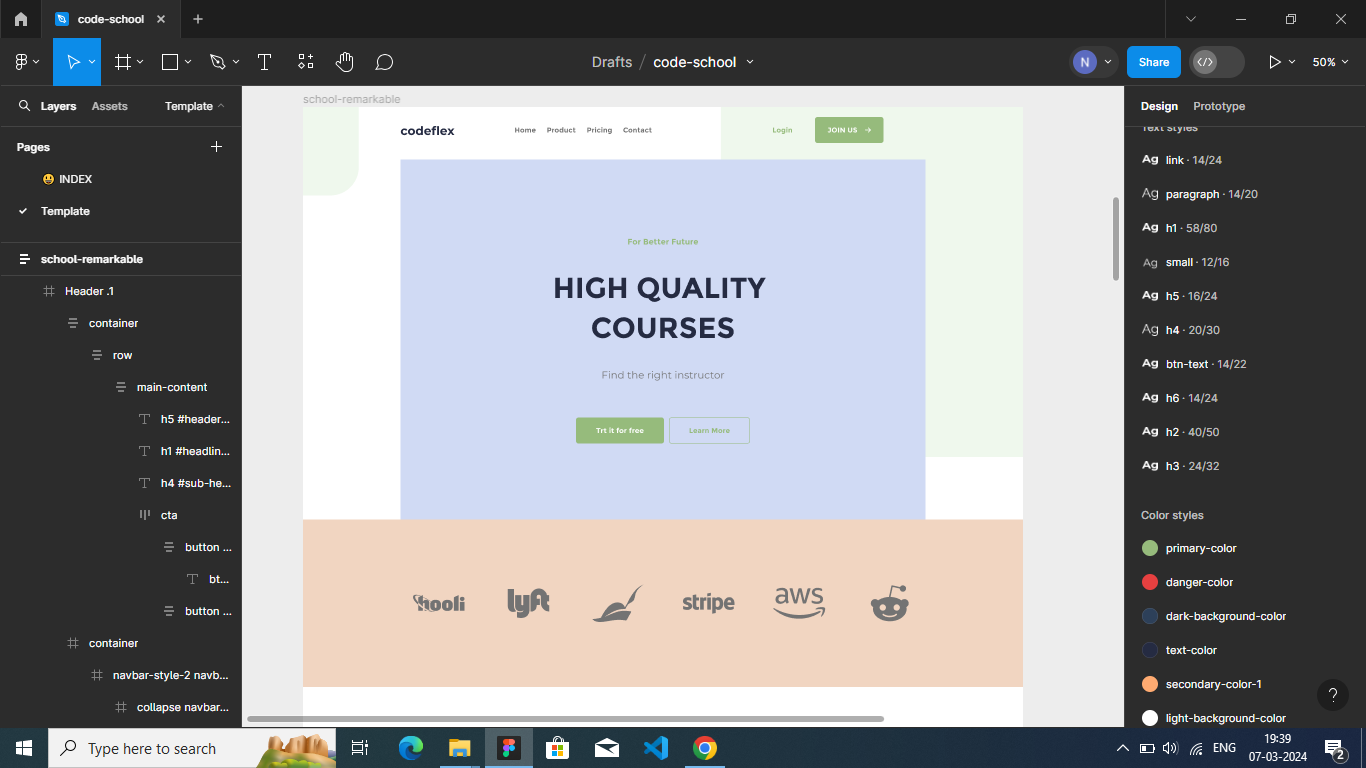 code-school
Drafts / code-school
N
Share
50%
Layers
Assets
Template
Pages
INDEX
Template
school-remarkable
Header .1
container
row
main-content
h5 #header...
h1 #headlin...
h4 #sub-he...
cta
button ...
bt...
button ...
container
navbar-style-2 navb...
collapse navbar...
school-remarkable
codeflex
Home
Product
Pricing
Contact
Login
JOIN US
For Better Future
HIGH QUALITY
COURSES
Find the right instructor
Trt it for free
Learn More
hooli
lyft
stripe
aws
Design
Prototype
Text styles
Ag link · 14/24
Ag paragraph · 14/20
Ag h1 · 58/80
Ag small · 12/16
Ag h5 · 16/24
Ag h4 · 20/30
Ag btn-text · 14/22
Ag h6 · 14/24
Ag h2 · 40/50
Ag h3 · 24/32
Color styles
primary-color
danger-color
dark-background-color
text-color
secondary-color-1
light-background-color
?
Type here to search
ENG
19:39
07-03-2024
2